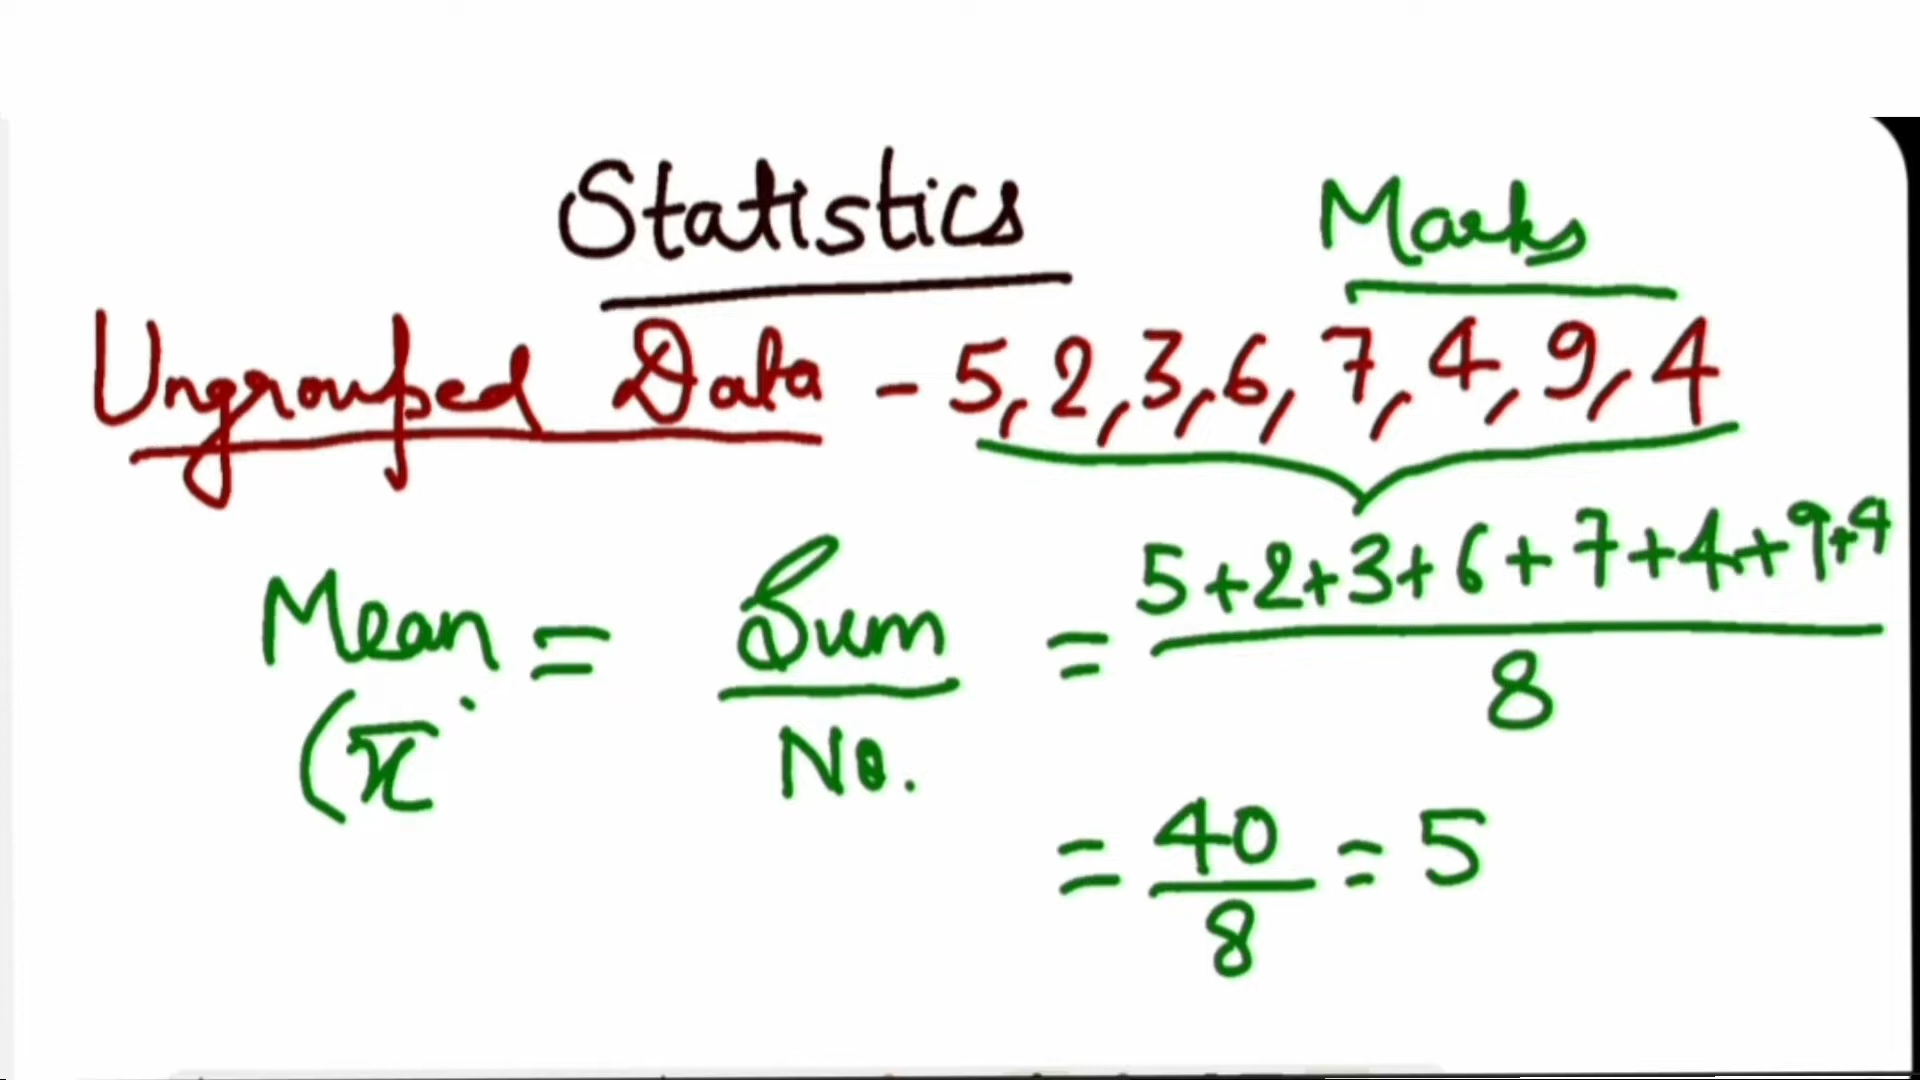 Statistics Marks
Ungrouped Data - 5, 2, 3, 6, 7, 4, 9, 4
Mean = Sum / No. = 5+2+3+6+7+4+9+4 / 8
(x̄
= 40 / 8 = 5